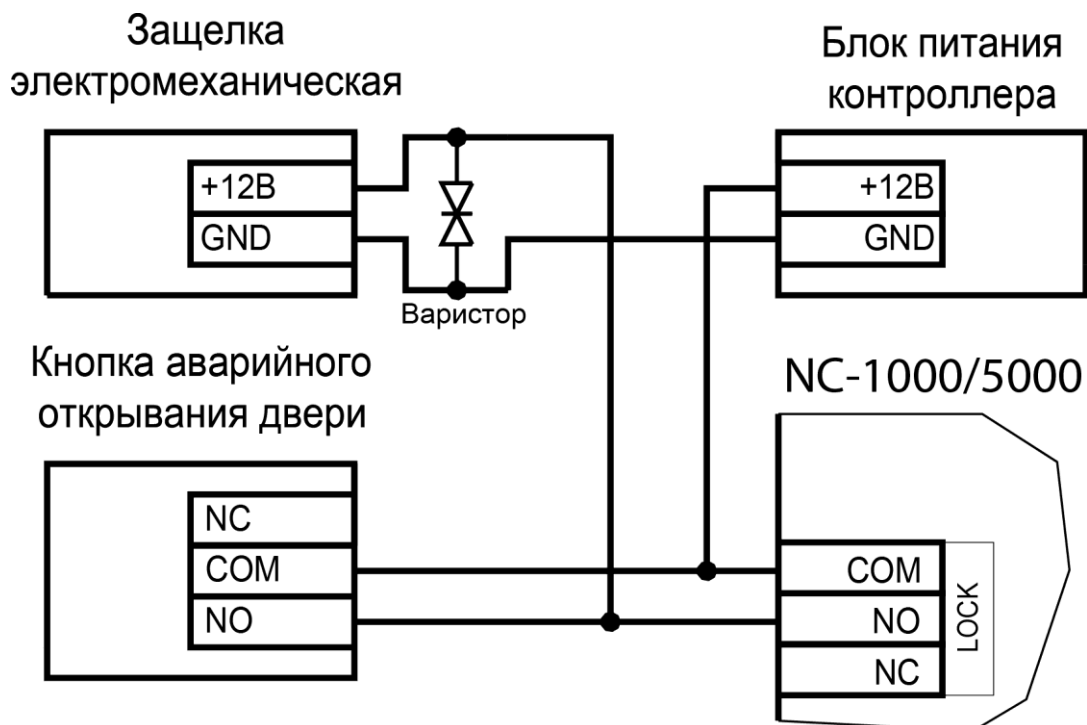 Защелка
электромеханическая
+12В
GND
Варистор
Блок питания
контроллера
+12В
GND
Кнопка аварийного
открывания двери
NC
COM
NO
NC-1000/5000
COM
NO
NC
LOCK